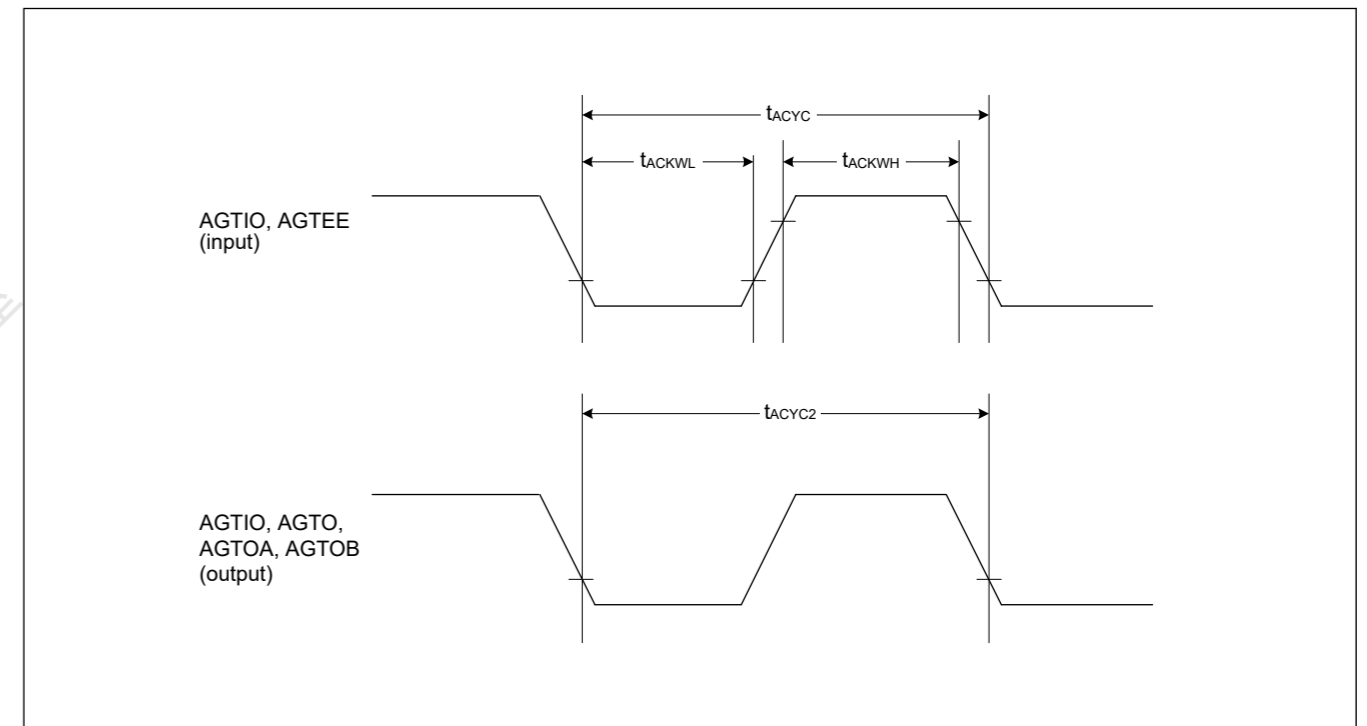 tACYC
tACKWL
tACKWH
AGTIO, AGTEE
(input)
tACYC2
AGTIO, AGTO,
AGTOA, AGTOB
(output)